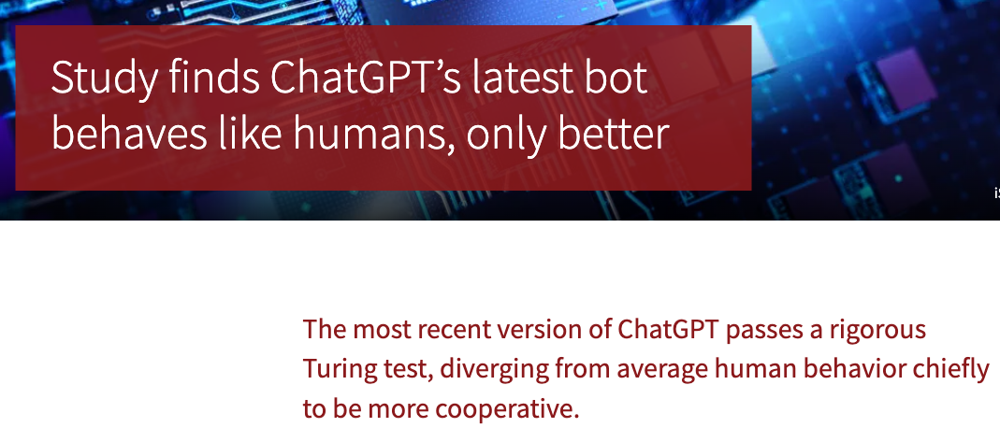 Study finds ChatGPT’s latest bot
behaves like humans, only better
The most recent version of ChatGPT passes a rigorous
Turing test, diverging from average human behavior chiefly
to be more cooperative.